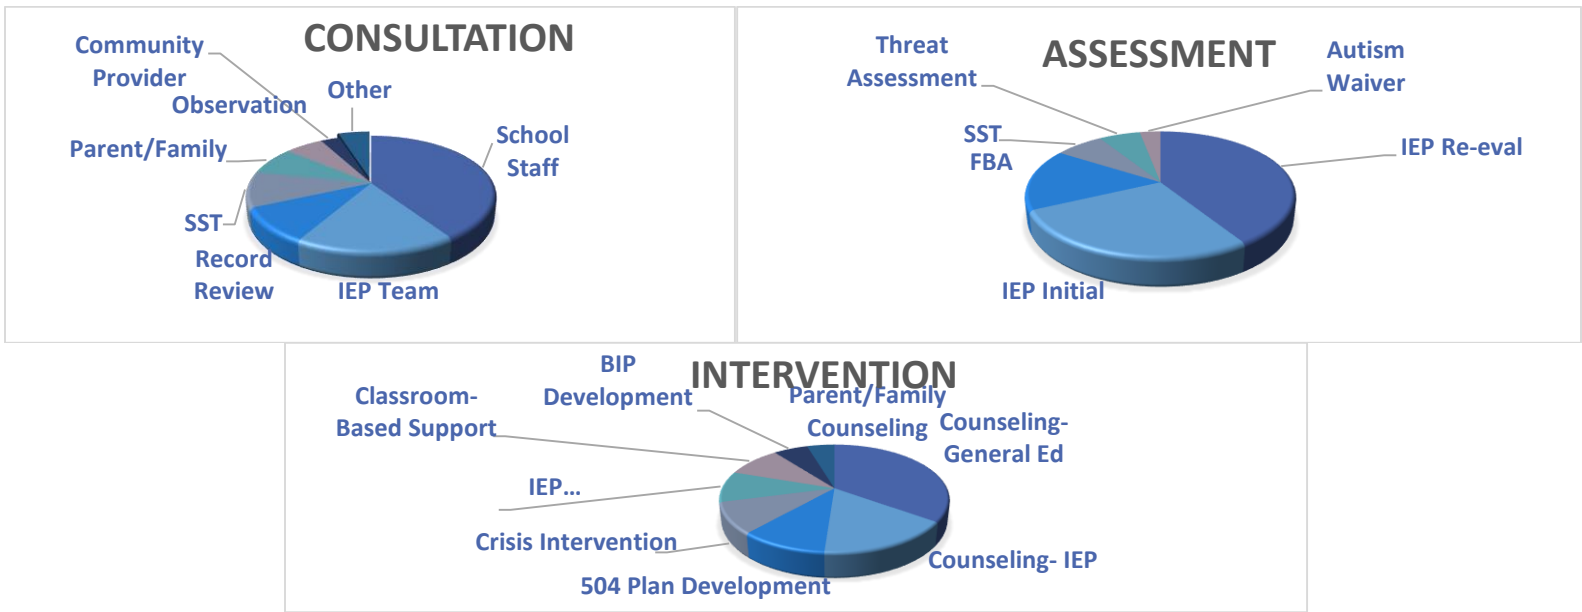 CONSULTATION
Community
Provider
Observation
Other
Parent/Family
School
Staff
SST
Record
Review
IEP Team
ASSESSMENT
Threat
Assessment
Autism
Waiver
SST
FBA
IEP Re-eval
IEP Initial
INTERVENTION
BIP
Development
Parent/Family
Counseling
Classroom-
Based Support
Counseling-
General Ed
IEP...
Crisis Intervention
Counseling- IEP
504 Plan Development